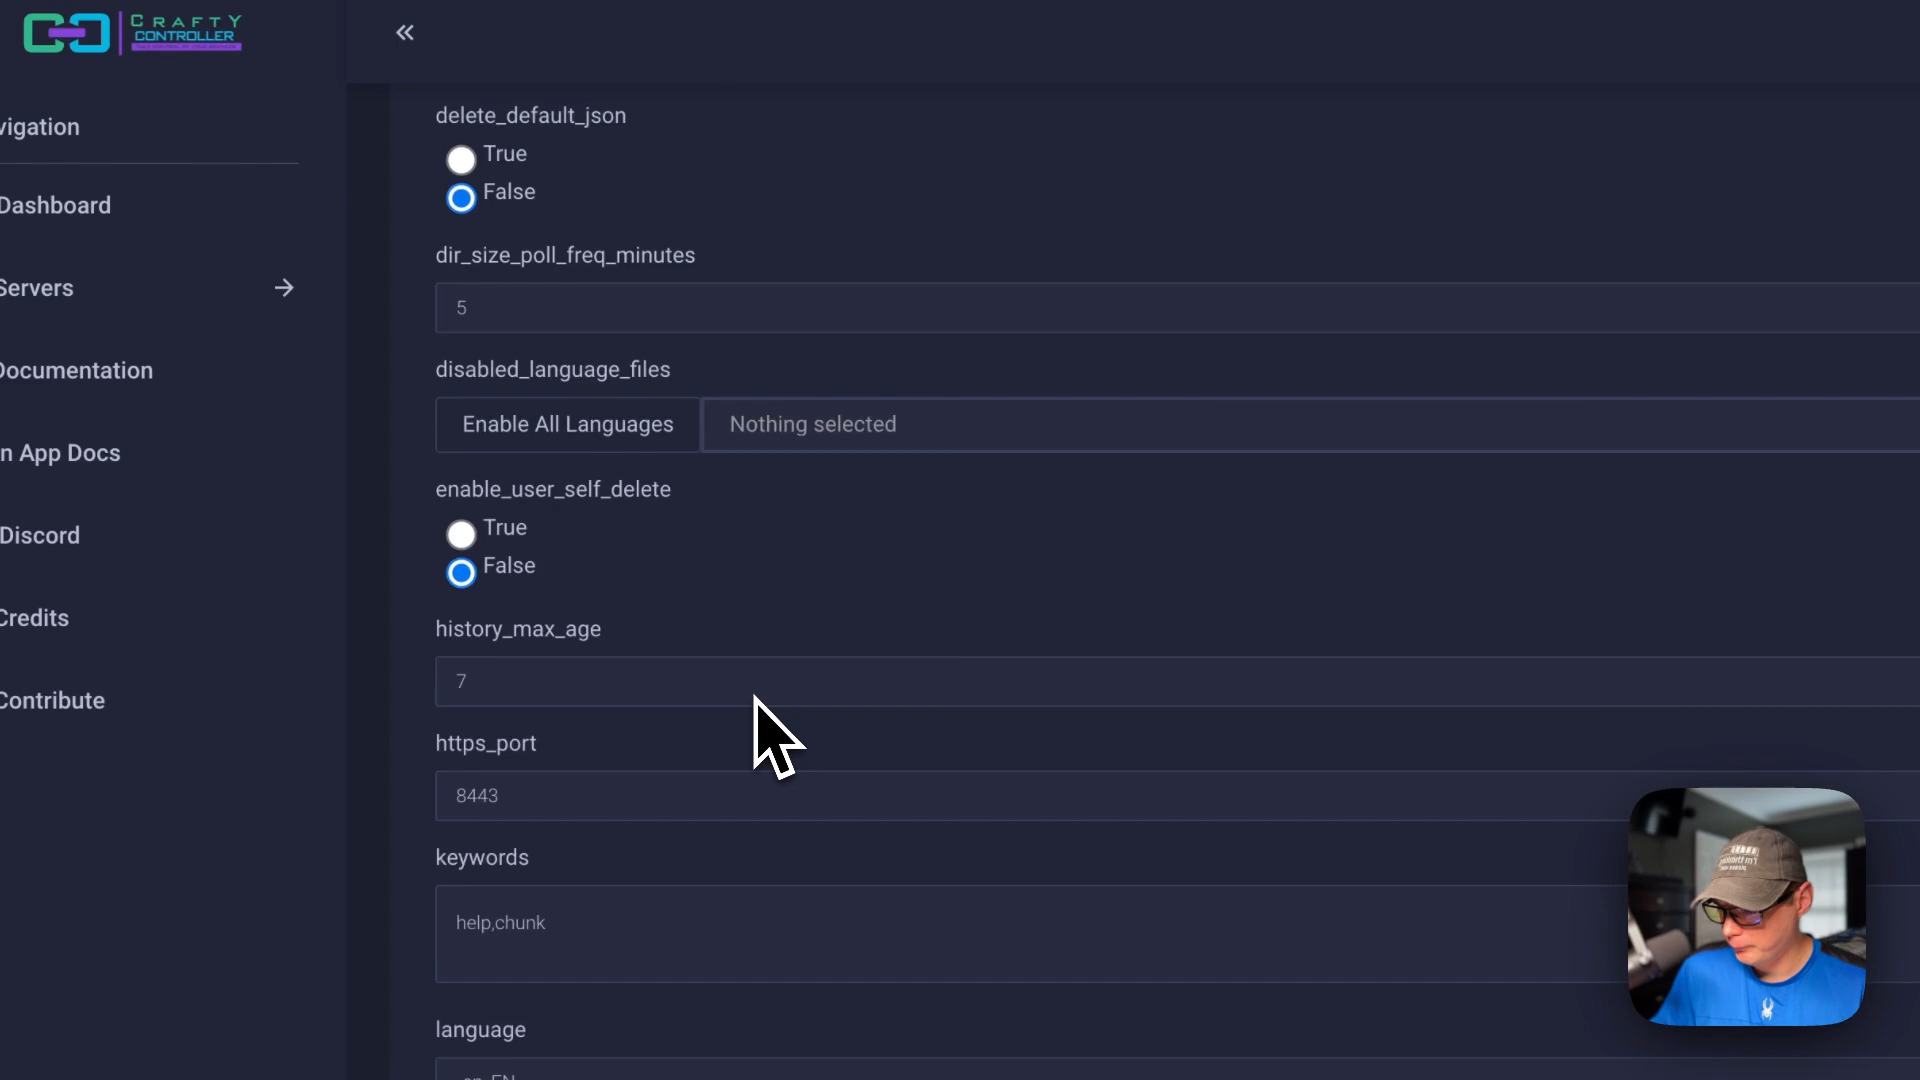 CRAFTY
CONTROLLER
vigation
Dashboard
Servers
Documentation
n App Docs
Discord
Credits
Contribute
delete_default_json
True
False
dir_size_poll_freq_minutes
5
disabled_language_files
Enable All Languages
Nothing selected
enable_user_self_delete
True
False
history_max_age
7
https_port
8443
keywords
help,chunk
language
en_EN